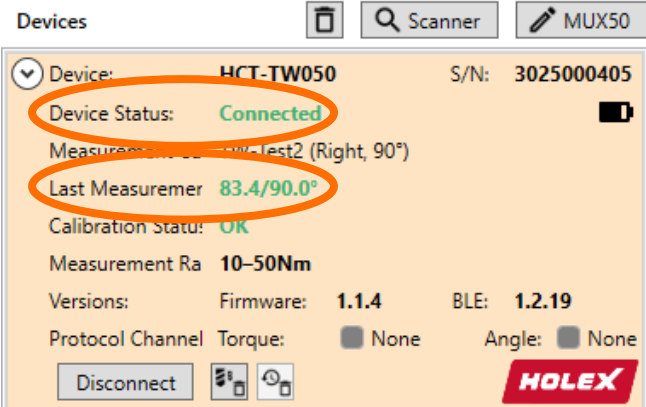 Devices Scanner MUX50
Device: HCT-TW050 S/N: 3025000405
Device Status: Connected
TW-Test2 (Right, 90°)
Last Measuremer 83.4/90.0°
Calibration Status: OK
Measurement Ra 10–50Nm
Versions: Firmware: 1.1.4 BLE: 1.2.19
Protocol Channel Torque: None Angle: None
Disconnect HOLEX